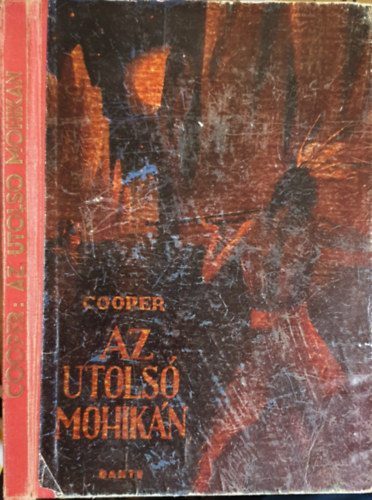 COOPER: AZ UTOLSÓ MOHIKÁN
COOPER
AZ
UTOLSÓ
MOHIKÁN
DANTE